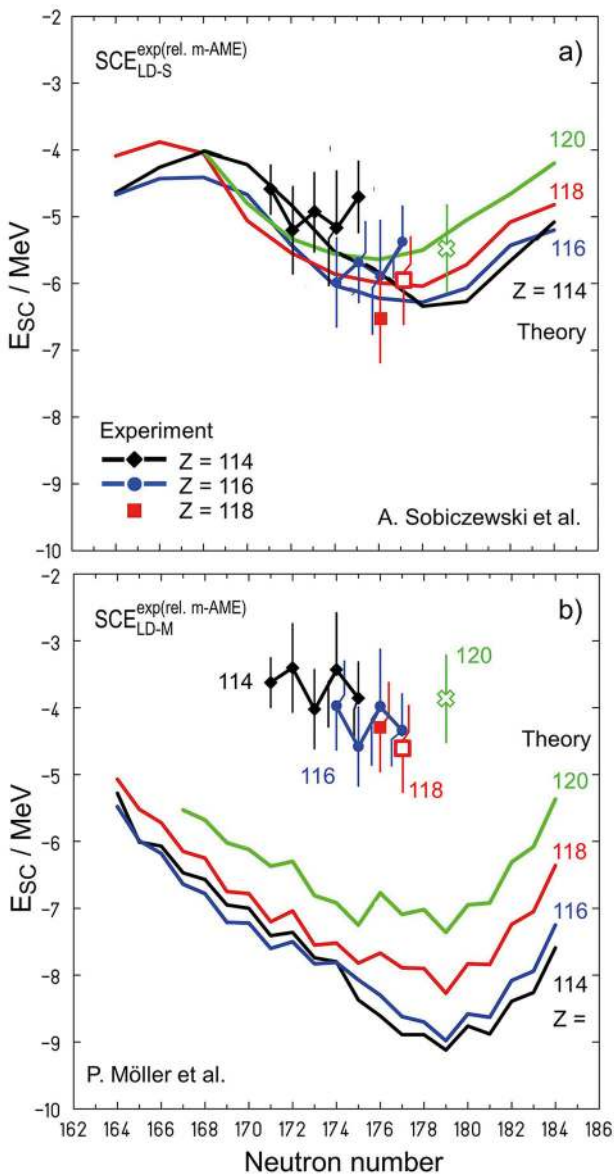 −2
SCE exp(rel. m-AME) LD-S
a)
−3
−4
120
118
−5
116
Z = 114
−6
Theory
E_SC / MeV
−7
−8
Experiment
Z = 114
Z = 116
−9
Z = 118
A. Sobiczewski et al.
−10
−2
SCE exp(rel. m-AME) LD-M
b)
−3
120
114
−4
Theory
116
118
−5
120
−6
118
E_SC / MeV
−7
116
114
−8
Z =
−9
P. Möller et al.
−10
162 164 166 168 170 172 174 176 178 180 182 184 186
Neutron number